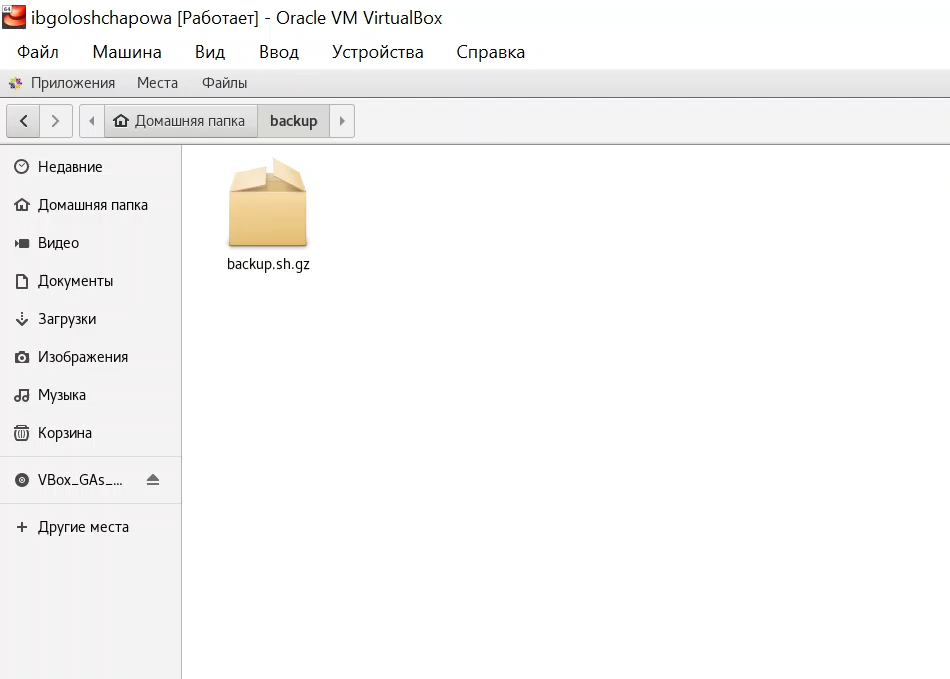 ibgoloshchapowa [Работает] - Oracle VM VirtualBox
Файл Машина Вид Ввод Устройства Справка
Приложения Места Файлы
Домашняя папка backup
Недавние
Домашняя папка
Видео
Документы
Загрузки
Изображения
Музыка
Корзина
VBox_GAs_...
Другие места
backup.sh.gz